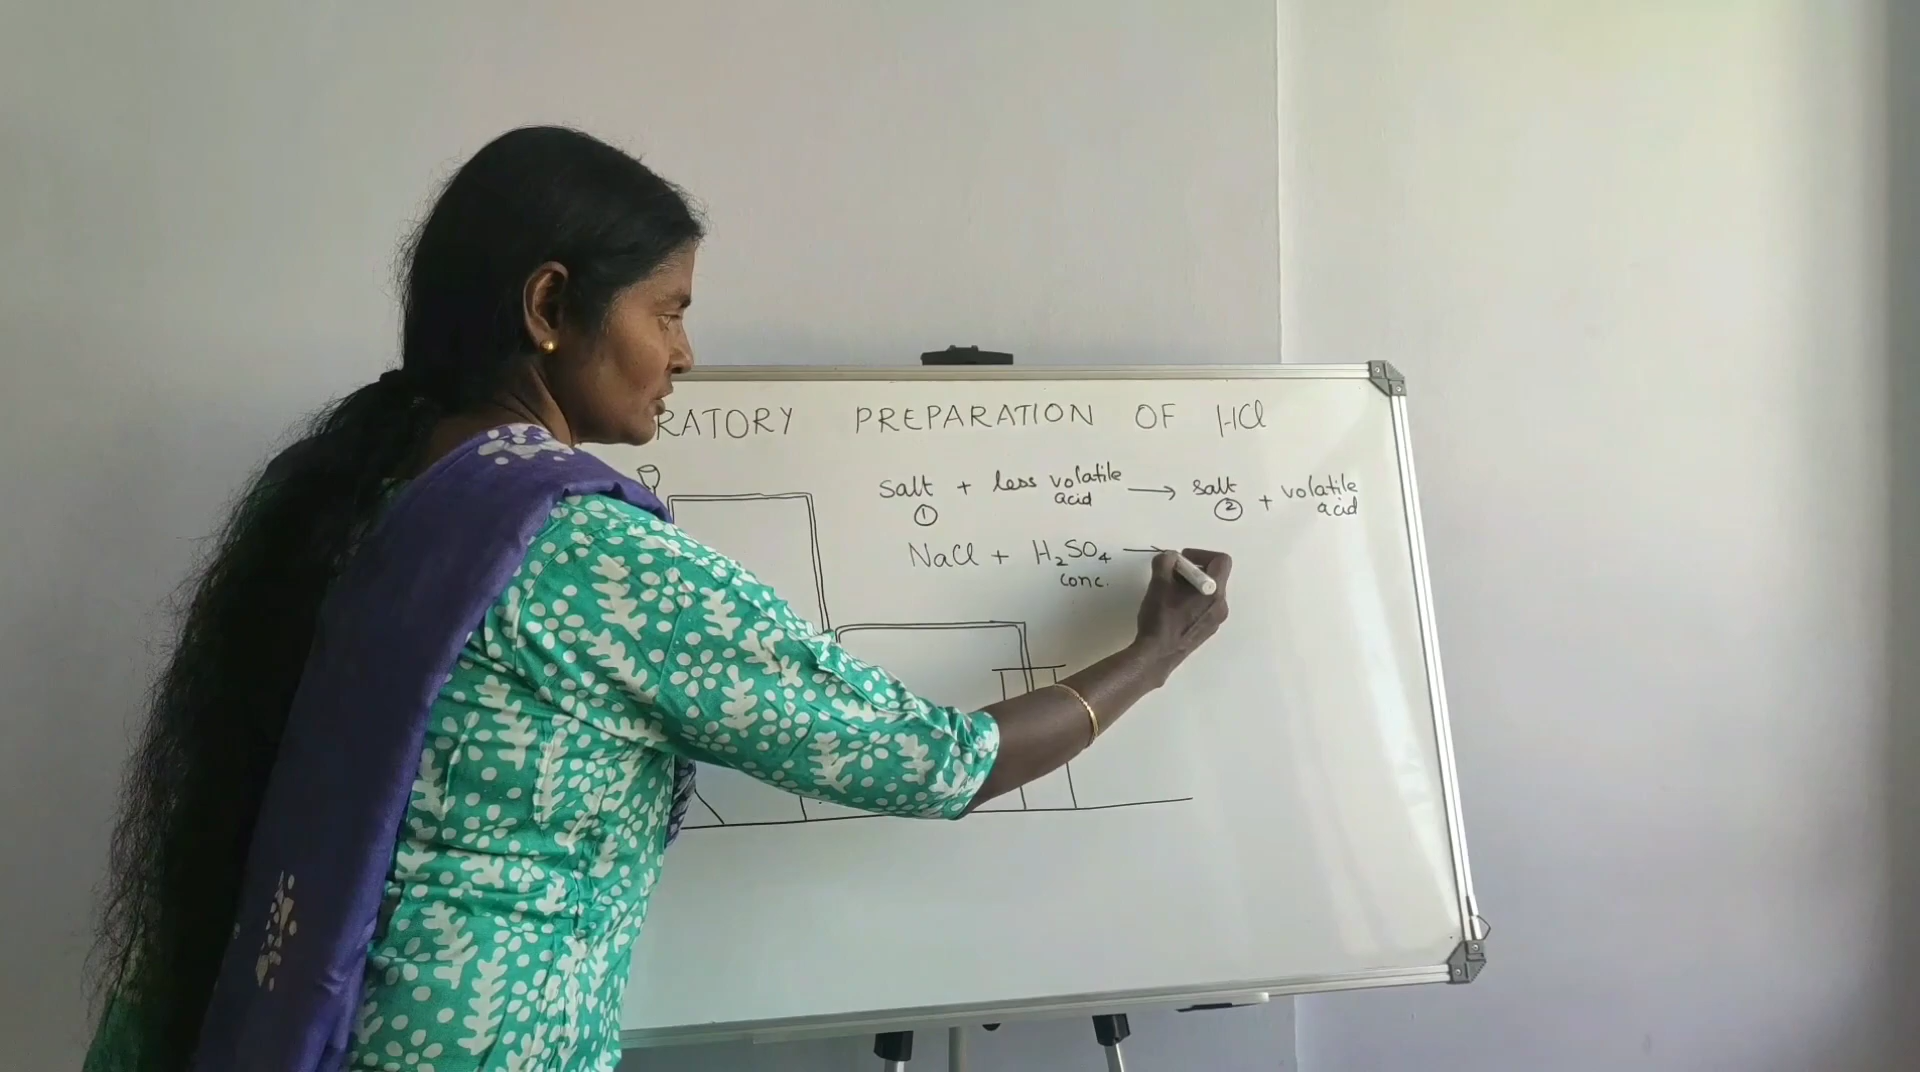 RATORY PREPARATION OF HCl
salt + less volatile acid → salt + volatile acid
① ②
NaCl + H₂SO₄ →
conc.